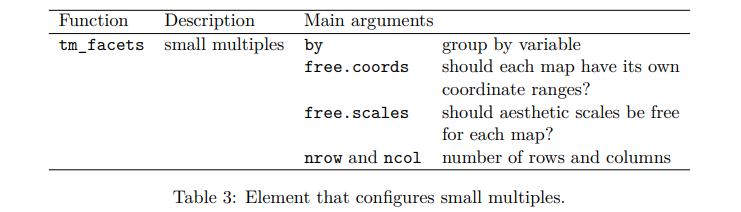 Function Description Main arguments
tm_facets small multiples by group by variable
free.coords should each map have its own
coordinate ranges?
free.scales should aesthetic scales be free
for each map?
nrow and ncol number of rows and columns
Table 3: Element that configures small multiples.